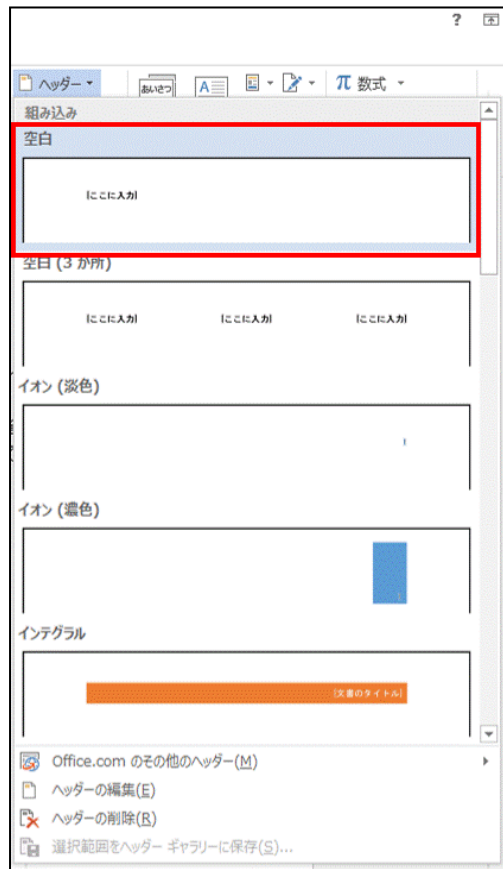 ?
ヘッダー
あいさつ
A
π 数式
組み込み
空白
[ここに入力]
空白 (3 か所)
[ここに入力] [ここに入力] [ここに入力]
イオン (淡色)
1
イオン (濃色)
1
インテグラル
[文書のタイトル]
Office.com のその他のヘッダー(M)
ヘッダーの編集(E)
ヘッダーの削除(R)
選択範囲をヘッダー ギャラリーに保存(S)...